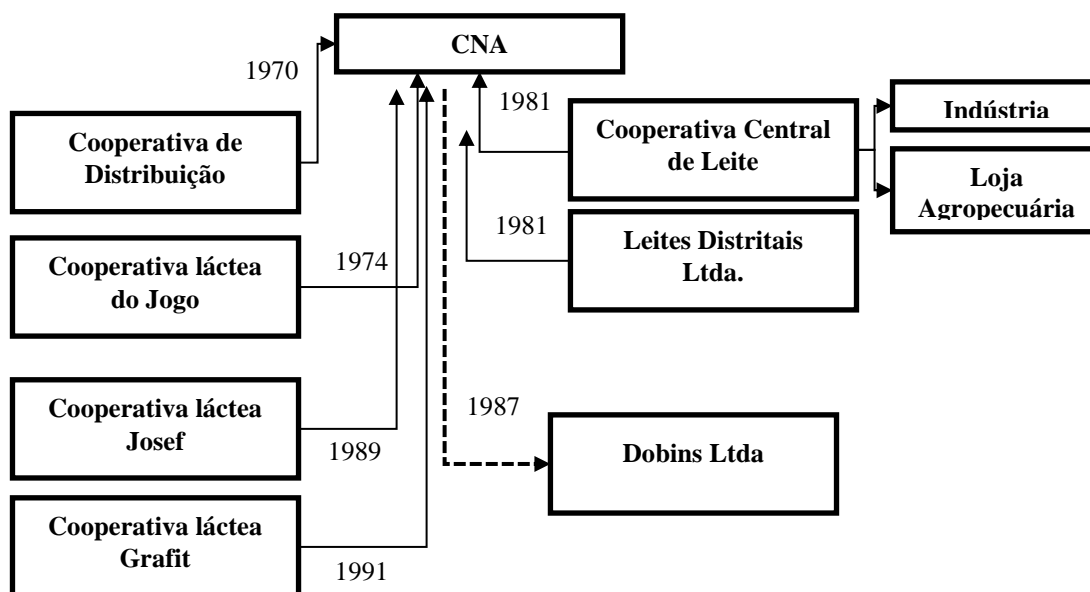 CNA
1970
1981
Cooperativa de
Distribuição
Cooperativa Central
de Leite
Indústria
Loja
Agropecuária
1981
Leites Distritais
Ltda.
Cooperativa láctea
do Jogo
1974
Cooperativa láctea
Josef
1989
1987
Dobins Ltda
Cooperativa láctea
Grafit
1991